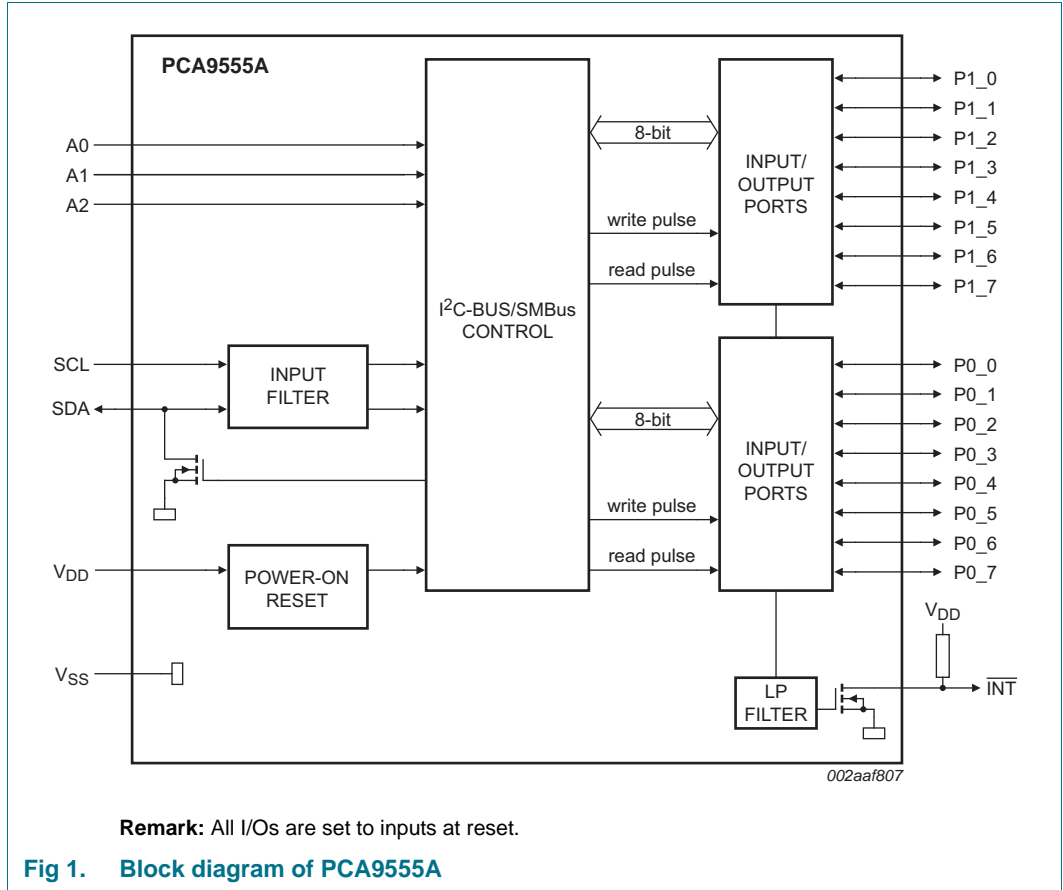 PCA9555A
A0
A1
A2
SCL
SDA
VDD
VSS
INPUT
FILTER
POWER-ON
RESET
I2C-BUS/SMBus
CONTROL
8-bit
write pulse
read pulse
INPUT/
OUTPUT
PORTS
P1_0
P1_1
P1_2
P1_3
P1_4
P1_5
P1_6
P1_7
8-bit
write pulse
read pulse
INPUT/
OUTPUT
PORTS
P0_0
P0_1
P0_2
P0_3
P0_4
P0_5
P0_6
P0_7
VDD
LP
FILTER
INT
002aaf807
Remark: All I/Os are set to inputs at reset.
Fig 1. Block diagram of PCA9555A